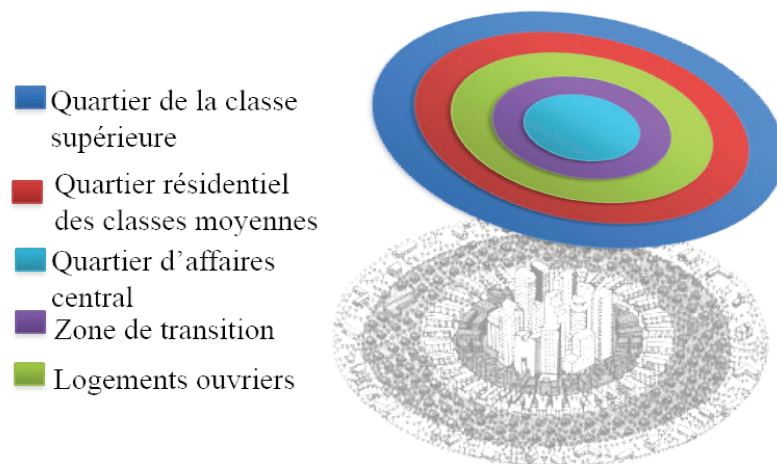 Quartier de la classe
supérieure
Quartier résidentiel
des classes moyennes
Quartier d’affaires
central
Zone de transition
Logements ouvriers